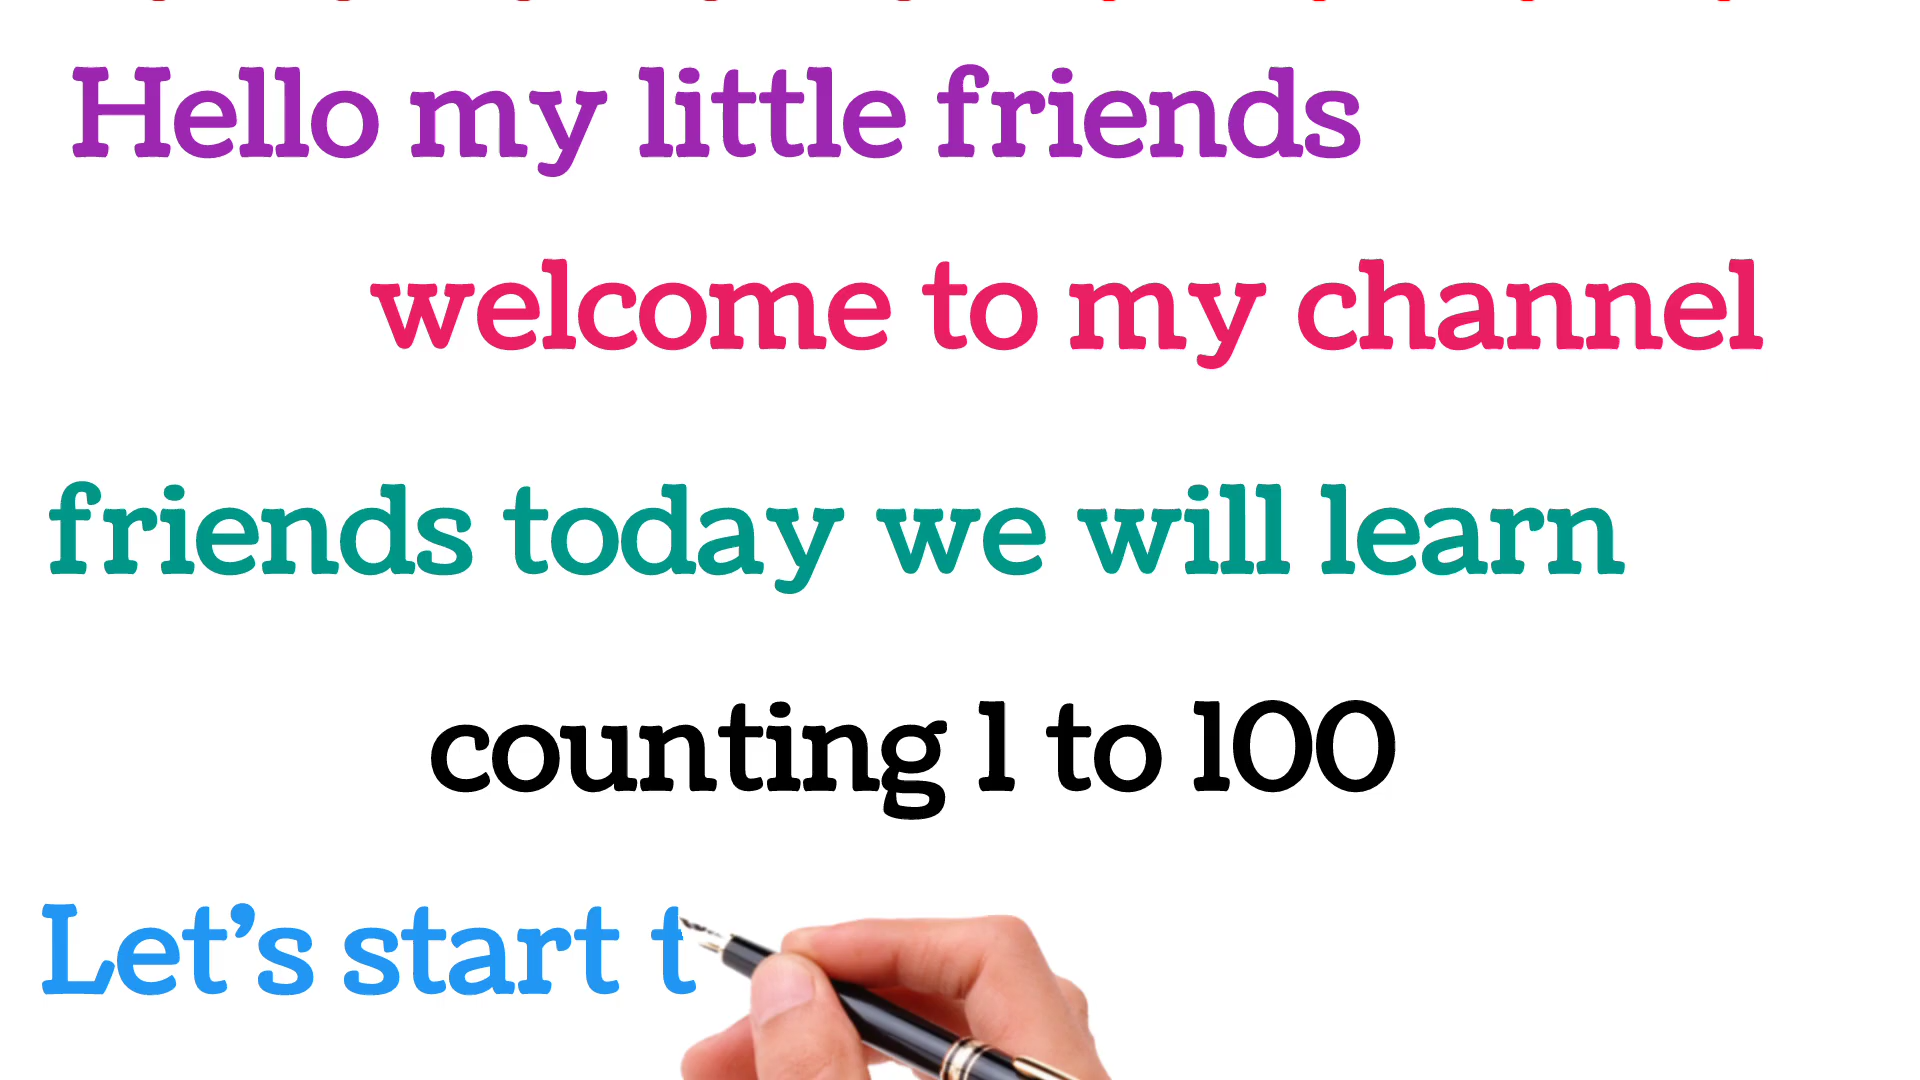 Hello my little friends
welcome to my channel
friends today we will learn
counting 1 to 100
Let's start t